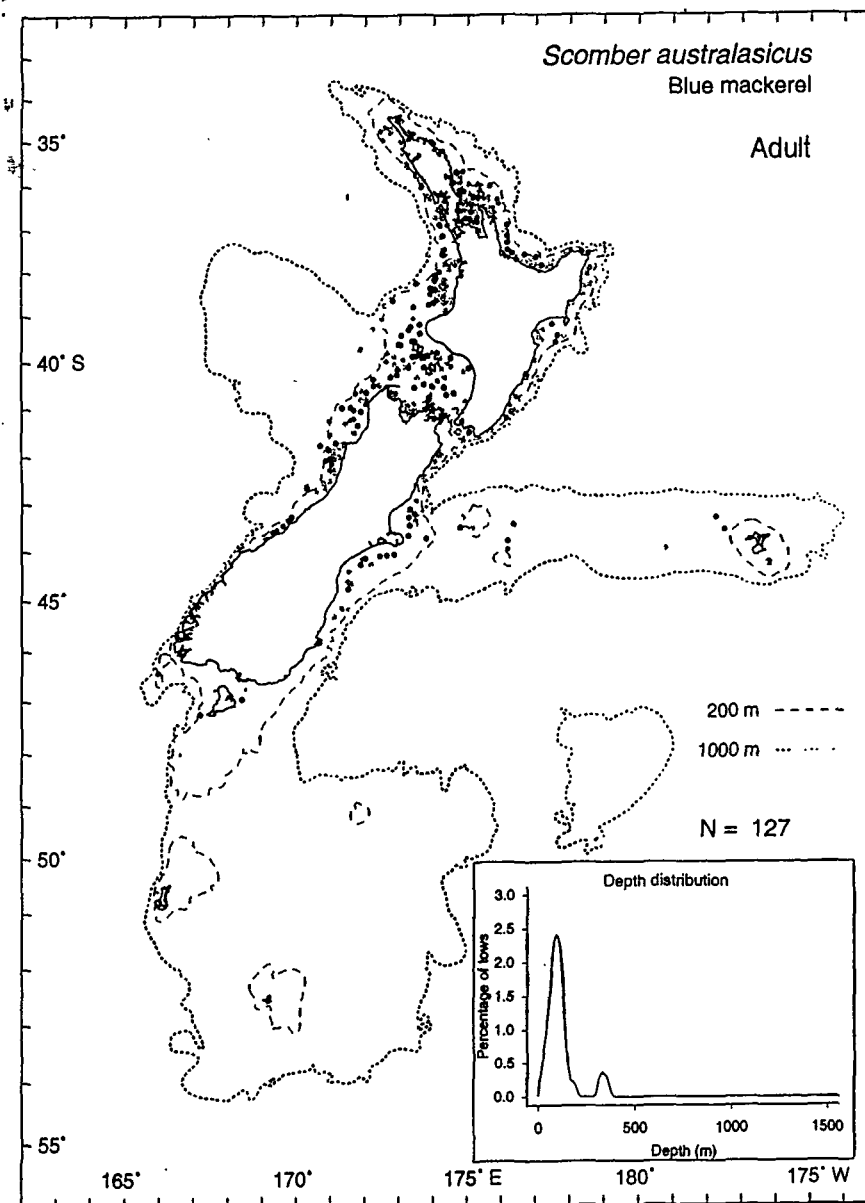 Scomber australasicus
Blue mackerel
Adult
35°
40° S
45°
50°
55°
165°
170°
175° E
180°
175° W
200 m
1000 m
N = 127
Depth distribution
Percentage of tows
3.0
2.5
2.0
1.5
1.0
0.5
0.0
0
500
1000
1500
Depth (m)